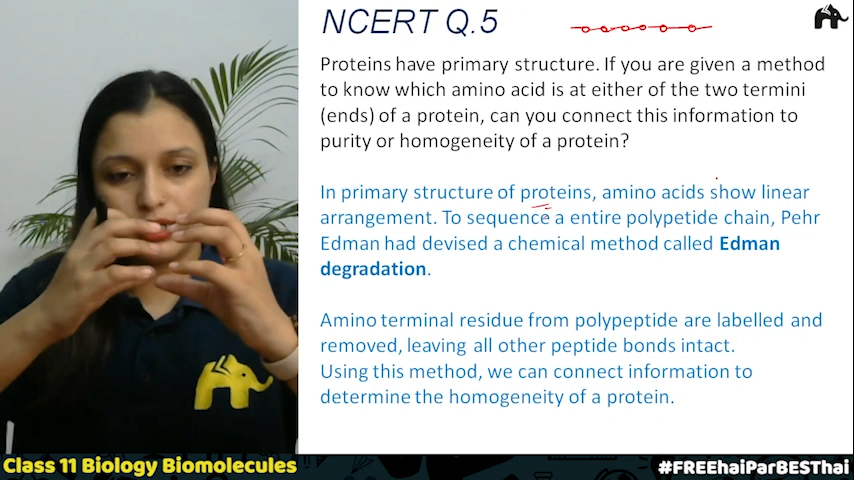 NCERT Q.5
Proteins have primary structure. If you are given a method
to know which amino acid is at either of the two termini
(ends) of a protein, can you connect this information to
purity or homogeneity of a protein?
In primary structure of proteins, amino acids show linear
arrangement. To sequence a entire polypetide chain, Pehr
Edman had devised a chemical method called Edman
degradation.
Amino terminal residue from polypeptide are labelled and
removed, leaving all other peptide bonds intact.
Using this method, we can connect information to
determine the homogeneity of a protein.
Class 11 Biology Biomolecules
#FREEhaiParBESThai